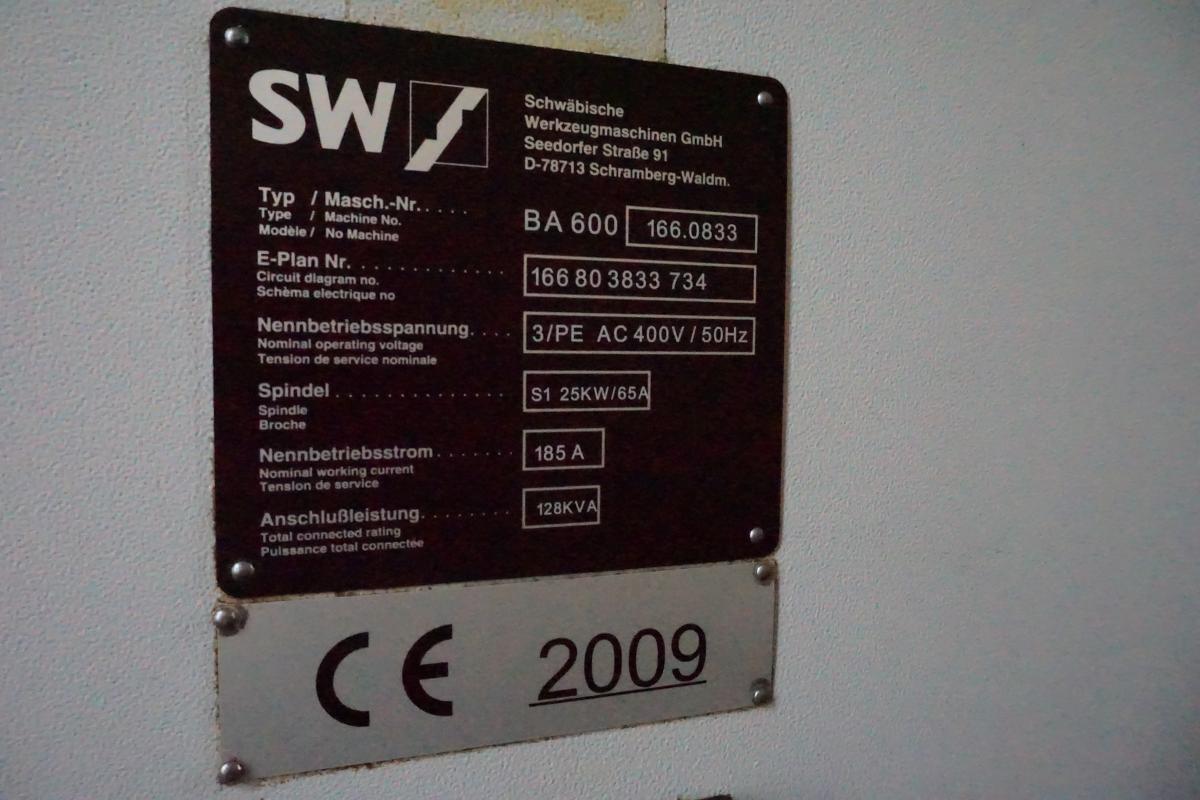 SW
Schwäbische
Werkzeugmaschinen GmbH
Seedorfer Straße 91
D-78713 Schramberg-Waldm.
Typ / Masch.-Nr. . . . .
Type / Machine No.
Modèle / No Machine
BA 600 166.0833
E-Plan Nr. . . . . . . . . . . . . .
Circuit diagram no.
Schèma electrique no
166 80 3833 734
Nennbetriebsspannung. . . .
Nominal operating voltage
Tension de service nominale
3/PE AC 400V / 50Hz
Spindel . . . . . . . . . . . . . .
Spindle
Broche
S1 25KW/65A
Nennbetriebsstrom . . . . . .
Nominal working current
Tension de service
185 A
Anschlußleistung. . . . . . . .
Total connected rating
Puissance total connectée
128KVA
CE 2009